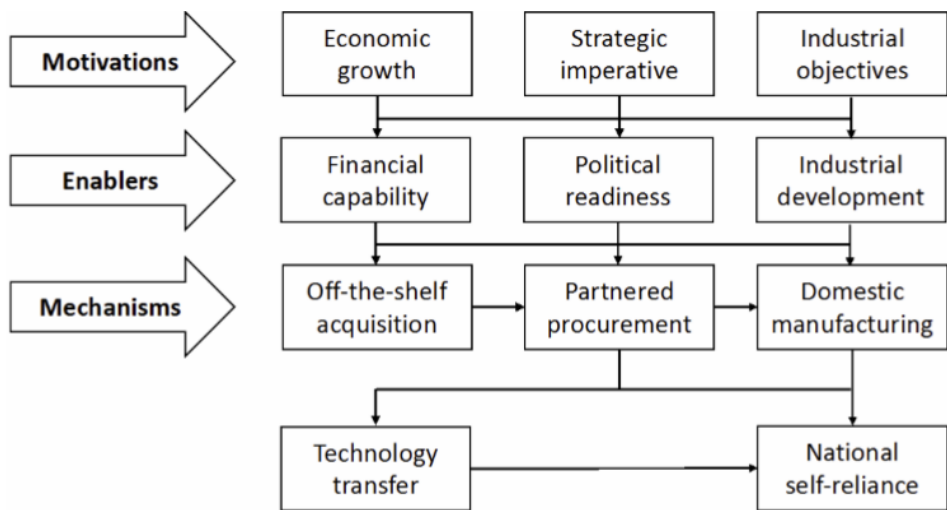 Motivations
Economic
growth
Strategic
imperative
Industrial
objectives
Enablers
Financial
capability
Political
readiness
Industrial
development
Mechanisms
Off-the-shelf
acquisition
Partnered
procurement
Domestic
manufacturing
Technology
transfer
National
self-reliance